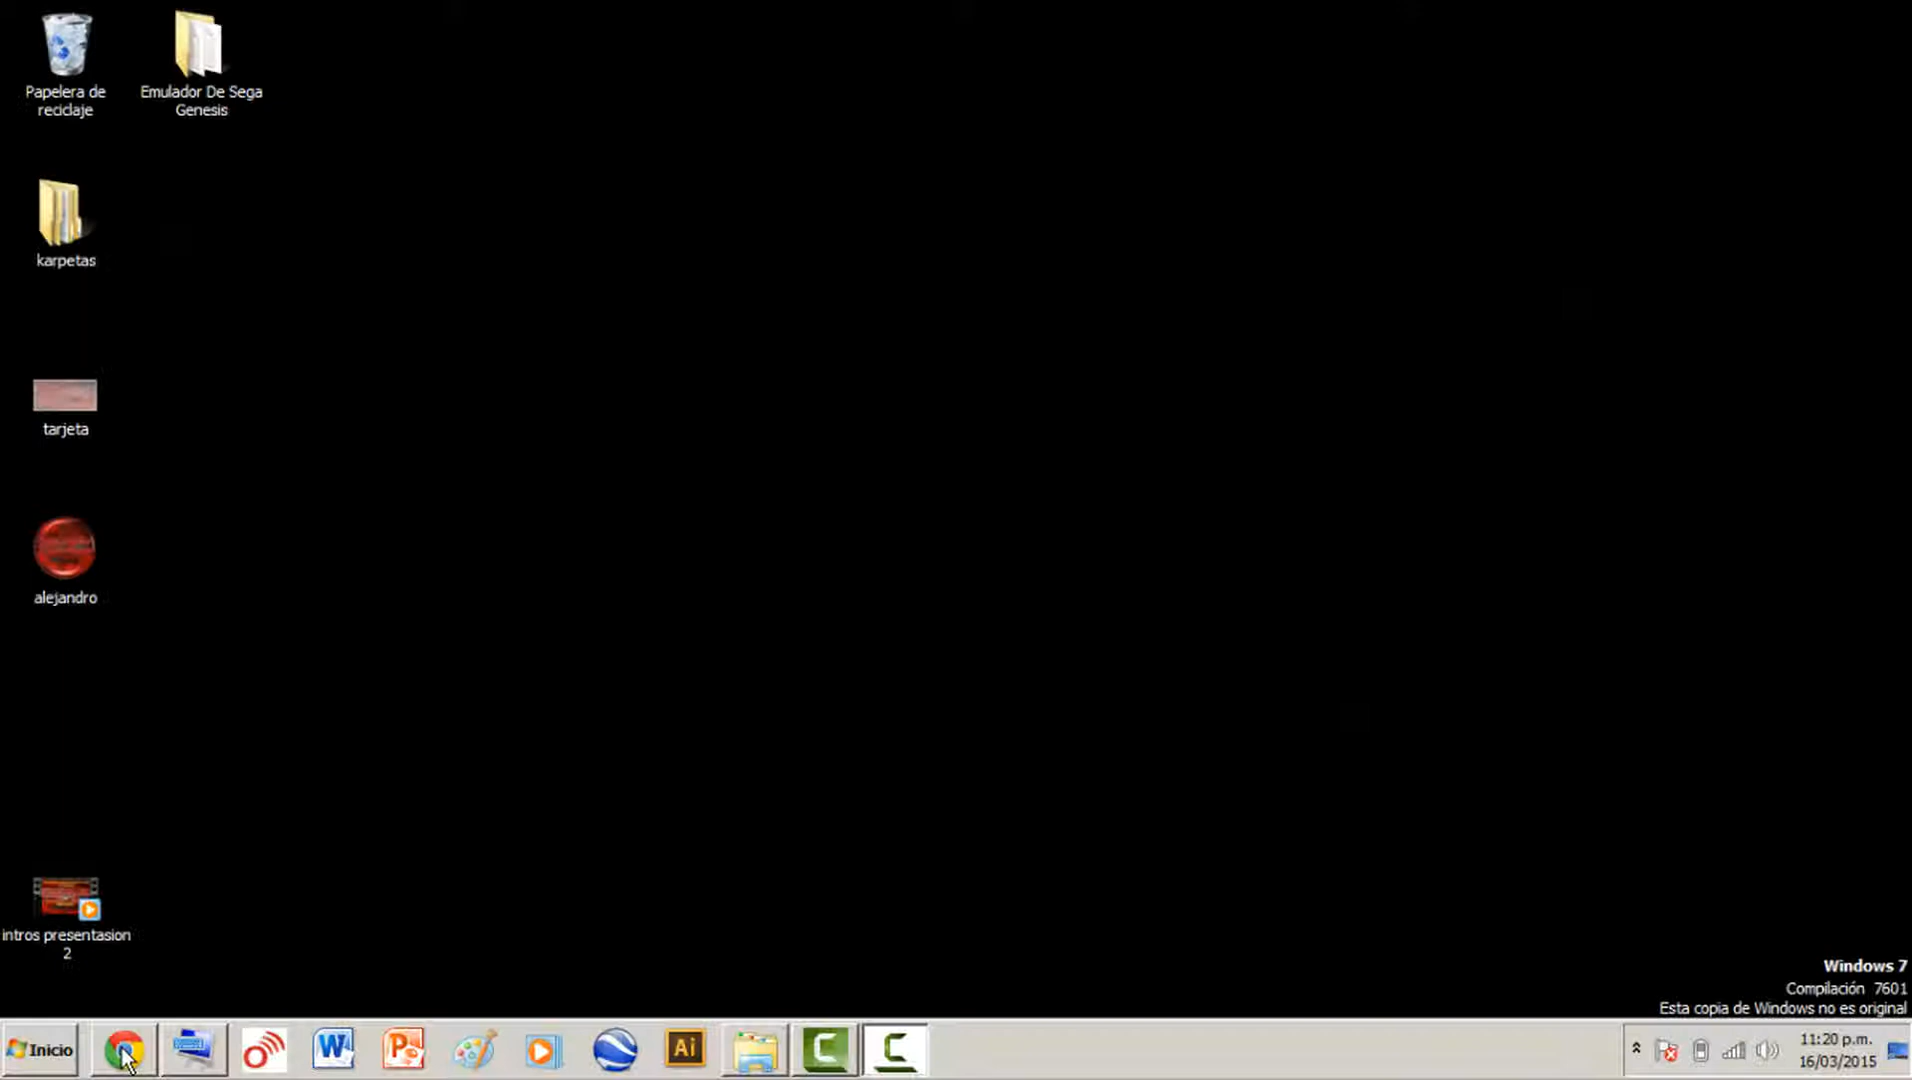 Papelera de
reciclaje
Emulador De Sega
Genesis
karpetas
tarjeta
alejandro
intros presentasion
2
Windows 7
Compilación 7601
Esta copia de Windows no es original
Inicio
W
P
Ai
C
C
11:20 p.m.
16/03/2015